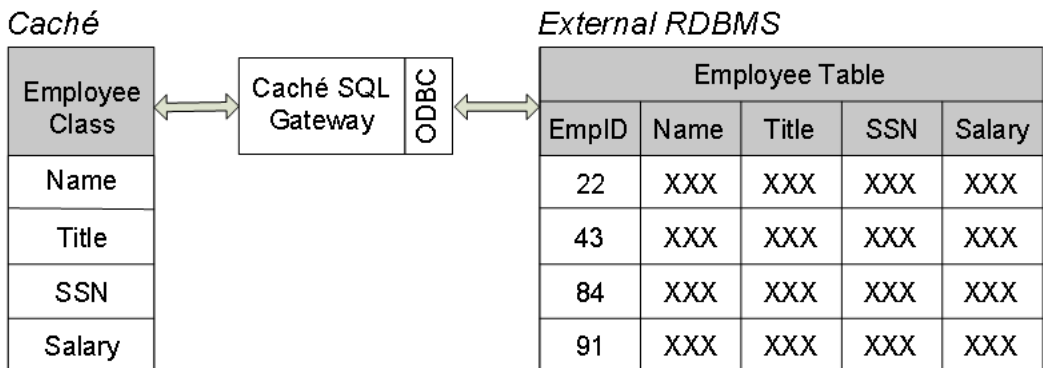 Caché
Employee
Class
Name
Title
SSN
Salary
Caché SQL
Gateway
ODBC
External RDBMS
Employee Table
EmpID Name Title SSN Salary
22 XXX XXX XXX XXX
43 XXX XXX XXX XXX
84 XXX XXX XXX XXX
91 XXX XXX XXX XXX